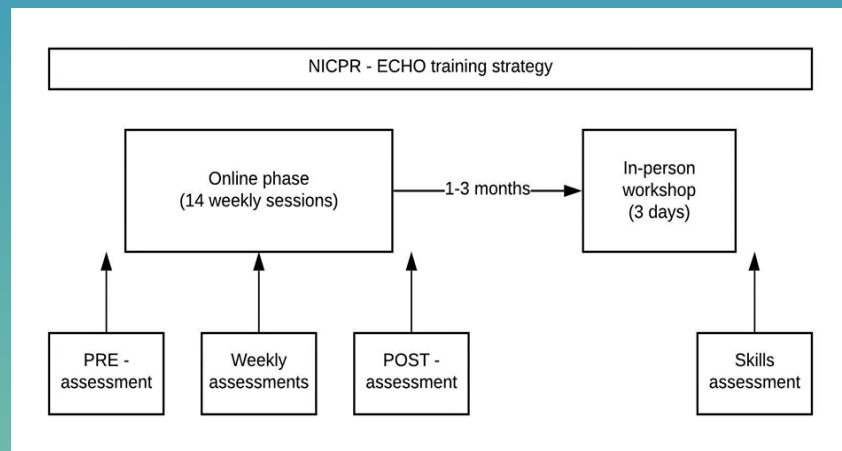 NICPR - ECHO training strategy
Online phase
(14 weekly sessions)
1-3 months
In-person
workshop
(3 days)
PRE -
assessment
Weekly
assessments
POST -
assessment
Skills
assessment